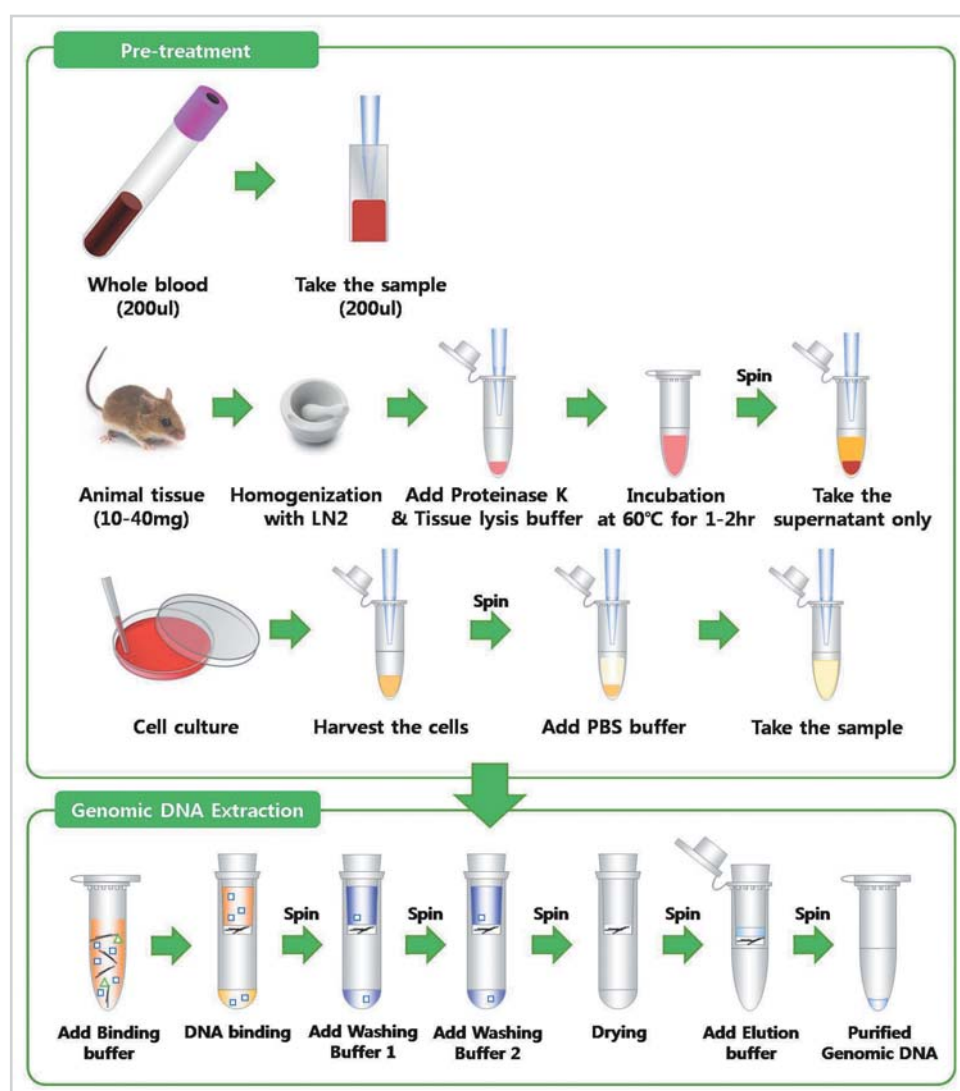 Pre-treatment
Whole blood
(200ul)
Take the sample
(200ul)
Spin
Animal tissue
(10-40mg)
Homogenization
with LN2
Add Proteinase K
& Tissue lysis buffer
Incubation
at 60℃ for 1-2hr
Take the
supernatant only
Spin
Cell culture
Harvest the cells
Add PBS buffer
Take the sample
Genomic DNA Extraction
Spin
Spin
Spin
Spin
Spin
Add Binding
buffer
DNA binding
Add Washing
Buffer 1
Add Washing
Buffer 2
Drying
Add Elution
buffer
Purified
Genomic DNA